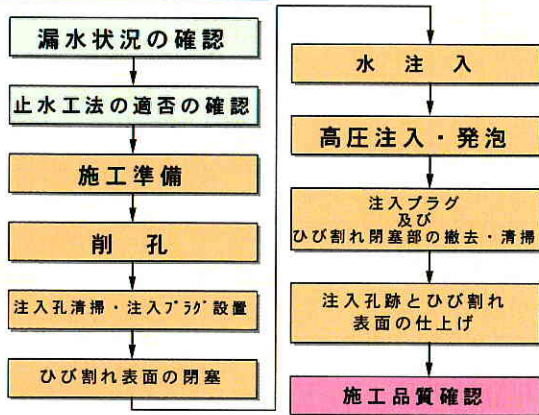 漏水状況の確認
止水工法の適否の確認
施工準備
削孔
注入孔清掃・注入プラグ設置
ひび割れ表面の閉塞
水注入
高圧注入・発泡
注入プラグ
及び
ひび割れ閉塞部の撤去・清掃
注入孔跡とひび割れ
表面の仕上げ
施工品質確認